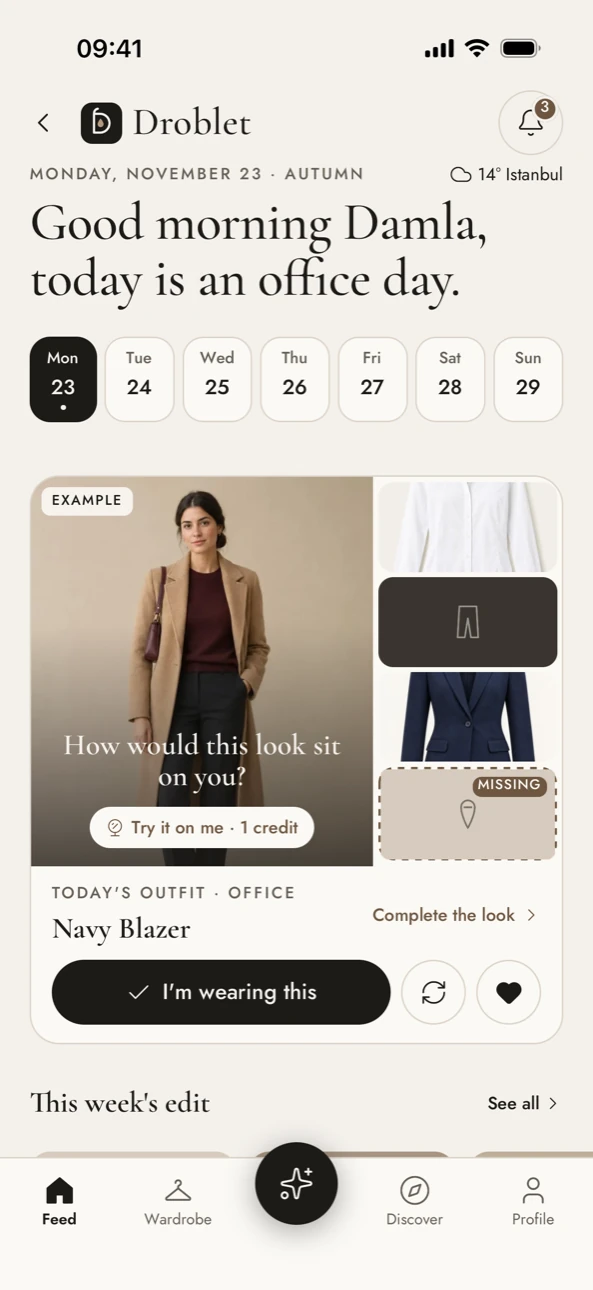 09:41
Droblet
3
MONDAY, NOVEMBER 23 · AUTUMN
14° Istanbul
Good morning Damla,
today is an office day.
Mon Tue Wed Thu Fri Sat Sun
23 24 25 26 27 28 29
EXAMPLE
How would this look sit
on you?
Try it on me · 1 credit
MISSING
TODAY'S OUTFIT · OFFICE
Navy Blazer
Complete the look
I'm wearing this
This week's edit
See all
Feed
Wardrobe
Discover
Profile